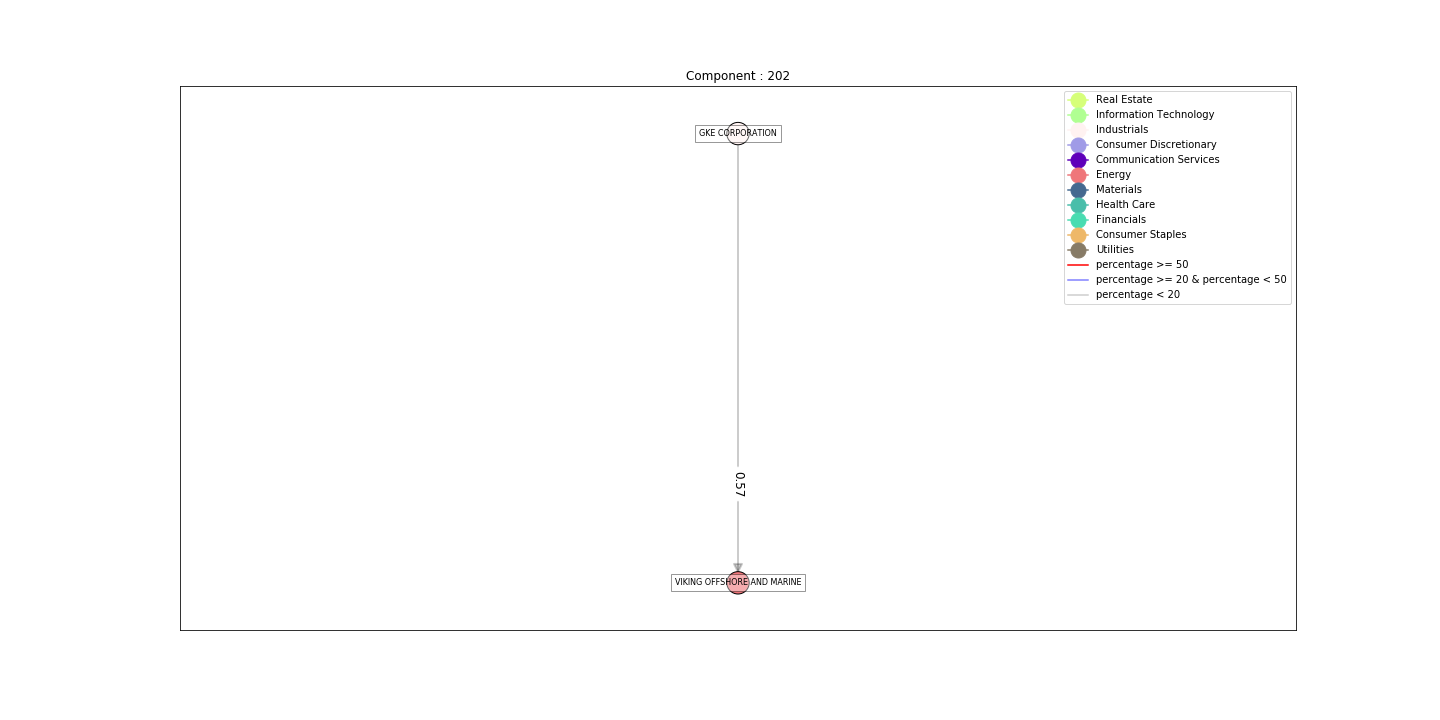 Component : 202
GKE CORPORATION
Real Estate
Information Technology
Industrials
Consumer Discretionary
Communication Services
Energy
Materials
Health Care
Financials
Consumer Staples
Utilities
percentage >= 50
percentage >= 20 & percentage < 50
percentage < 20
0.57
VIKING OFFSHORE AND MARINE